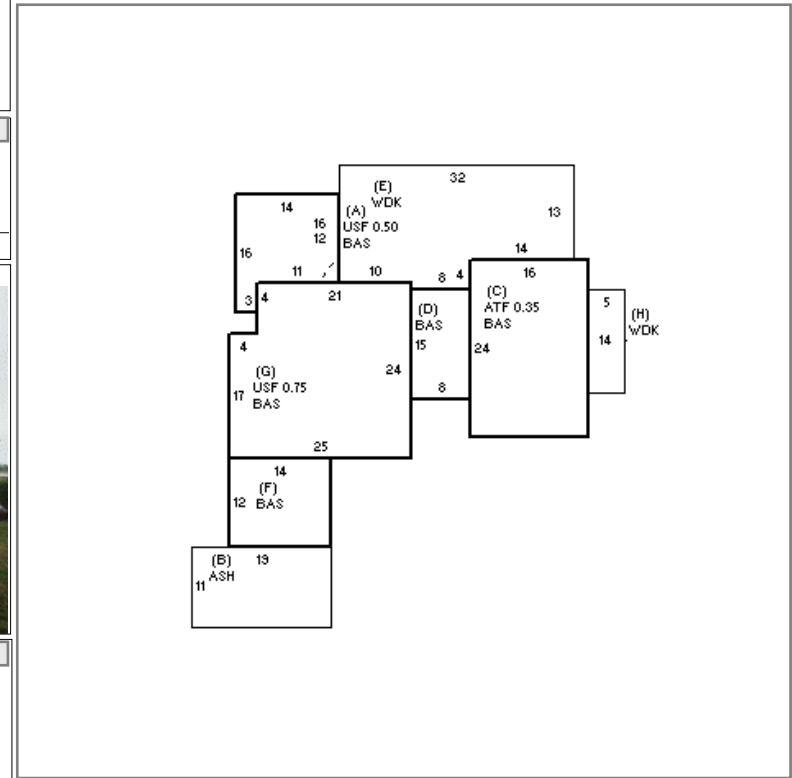 32
(E)
WDK
13
14
(A)
16
USF 0.50
12
BAS
16
14
11
10
8
4
16
3
4
21
(C)
ATF 0.35
BAS
24
5
14
(H)
WDK
(D)
BAS
15
8
4
24
(G)
USF 0.75
BAS
17
25
14
(F)
12
BAS
(B)
19
ASH
11